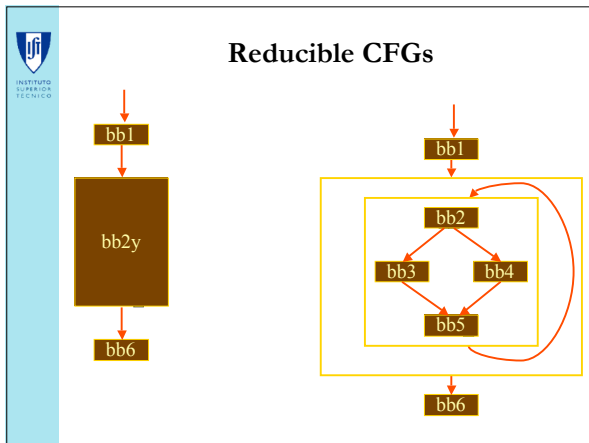 Reducible CFGs
INSTITUTO
SUPERIOR
TÉCNICO
bb1
bb2y
bb6
bb1
bb2
bb3 bb4
bb5
bb6